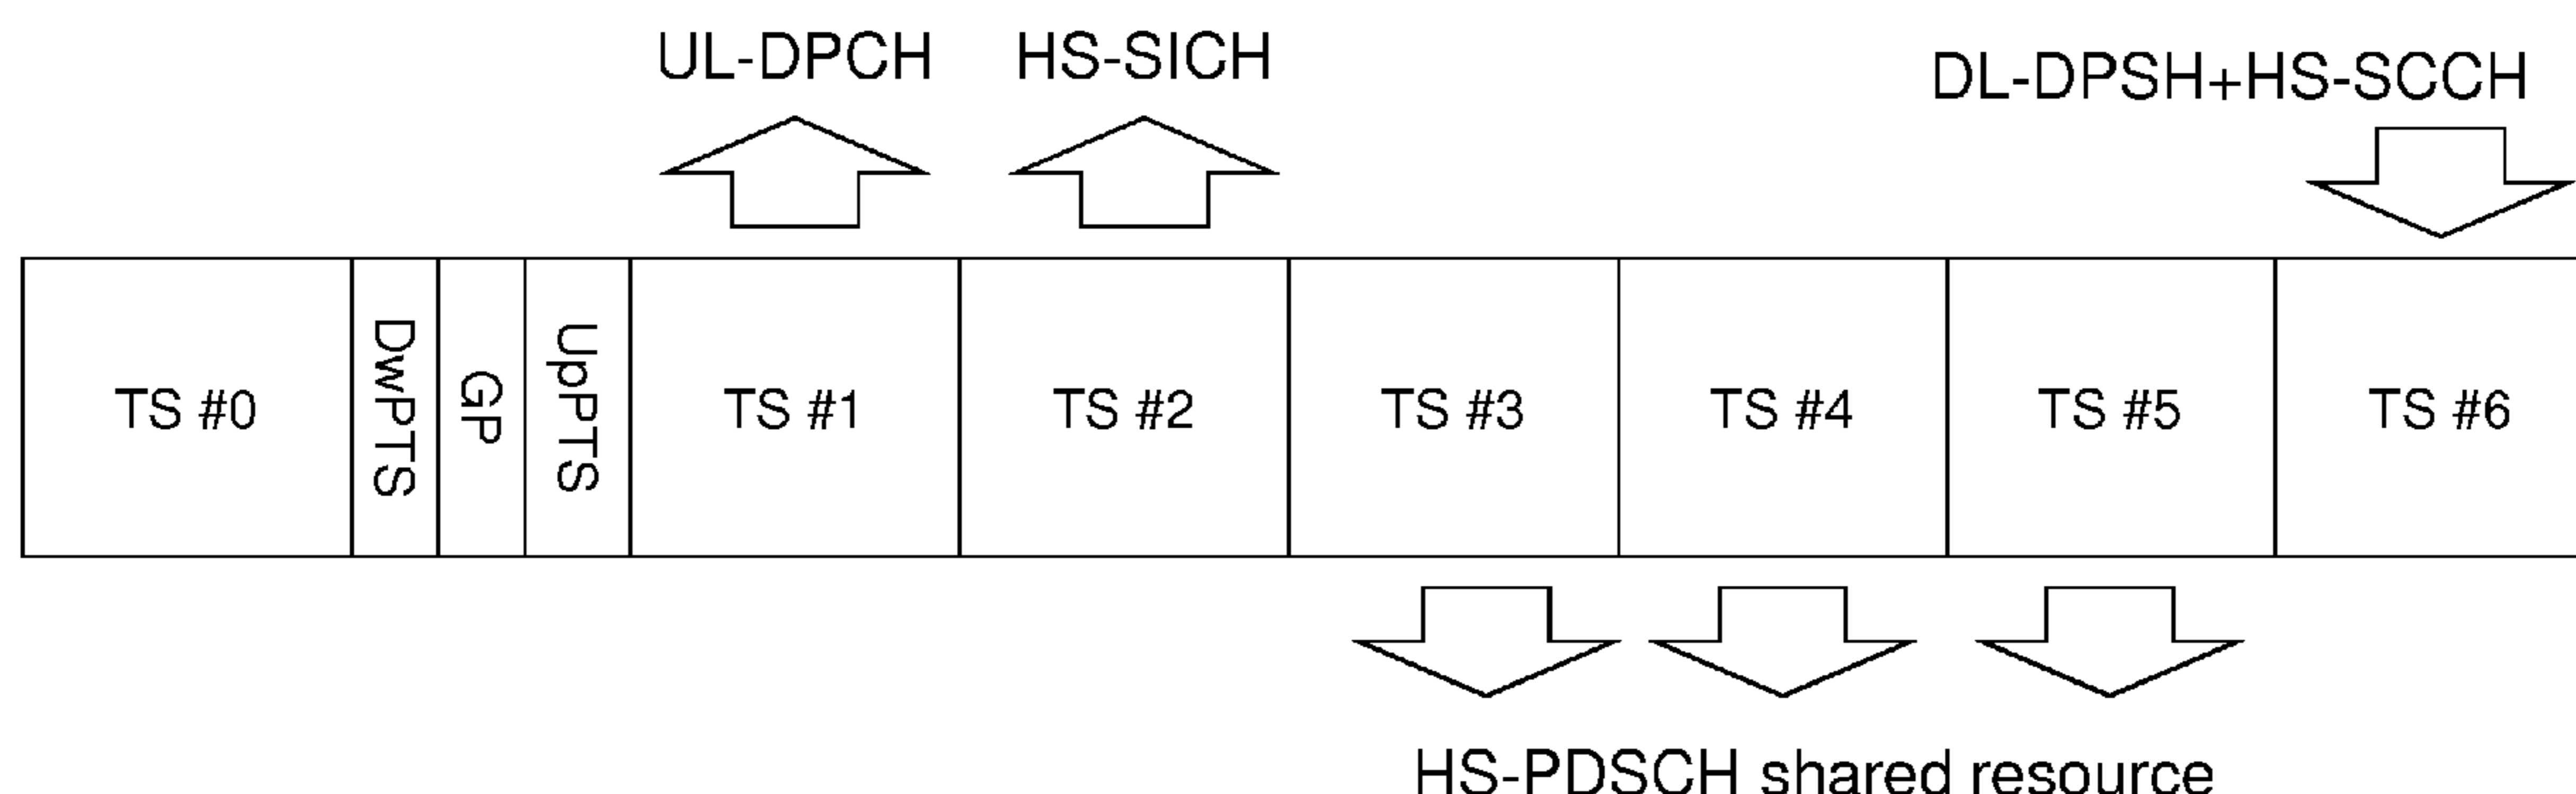 UL-DPCH HS-SICH DL-DPSH+HS-SCCH
TS #0 DwPTS GP UpPTS TS #1 TS #2 TS #3 TS #4 TS #5 TS #6
HS-PDSCH shared resource